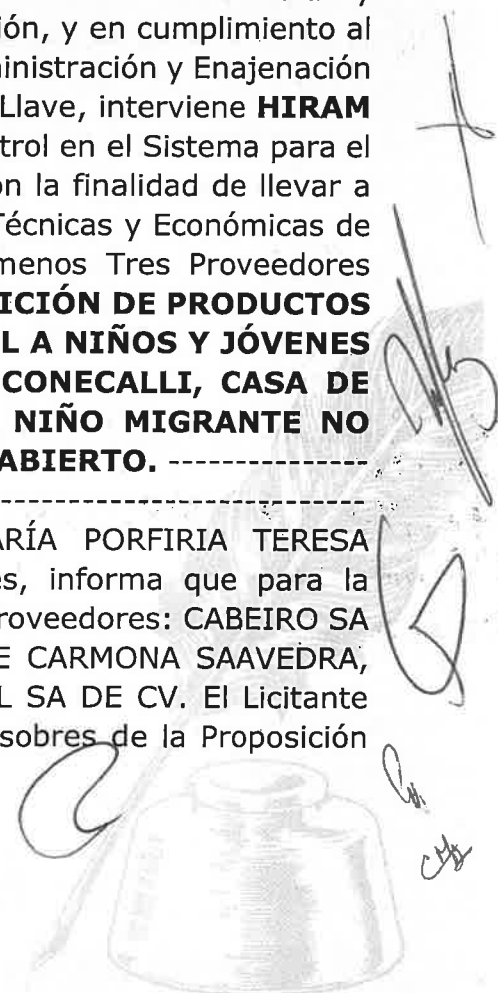 ión, y en cumplimiento al
ministración y Enajenación
Llave, interviene HIRAM
trol en el Sistema para el
on la finalidad de llevar a
Técnicas y Económicas de
menos Tres Proveedores
ICIÓN DE PRODUCTOS
L A NIÑOS Y JÓVENES
CONECALLI, CASA DE
NIÑO MIGRANTE NO
ABIERTO. ---------------
-----------------------------------
ARÍA PORFIRIA TERESA
es, informa que para la
roveedores: CABEIRO SA
E CARMONA SAAVEDRA,
L SA DE CV. El Licitante
sobres de la Proposición